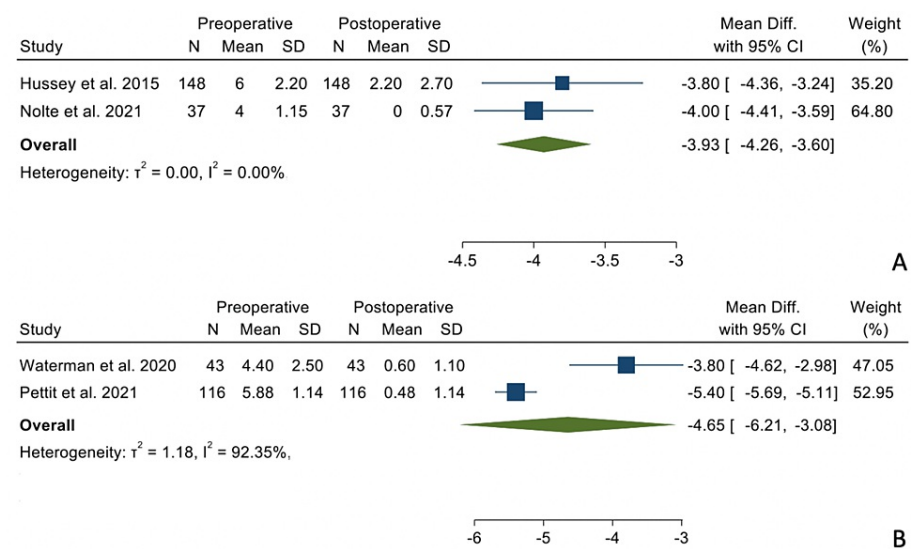 Preoperative Postoperative Mean Diff. Weight
Study N Mean SD N Mean SD with 95% CI (%)
Hussey et al. 2015 148 6 2.20 148 2.20 2.70 -3.80 [ -4.36, -3.24] 35.20
Nolte et al. 2021 37 4 1.15 37 0 0.57 -4.00 [ -4.41, -3.59] 64.80
Overall -3.93 [ -4.26, -3.60]
Heterogeneity: τ² = 0.00, I² = 0.00%
-4.5 -4 -3.5 -3
A
Preoperative Postoperative Mean Diff. Weight
Study N Mean SD N Mean SD with 95% CI (%)
Waterman et al. 2020 43 4.40 2.50 43 0.60 1.10 -3.80 [ -4.62, -2.98] 47.05
Pettit et al. 2021 116 5.88 1.14 116 0.48 1.14 -5.40 [ -5.69, -5.11] 52.95
Overall -4.65 [ -6.21, -3.08]
Heterogeneity: τ² = 1.18, I² = 92.35%,
-6 -5 -4 -3
B